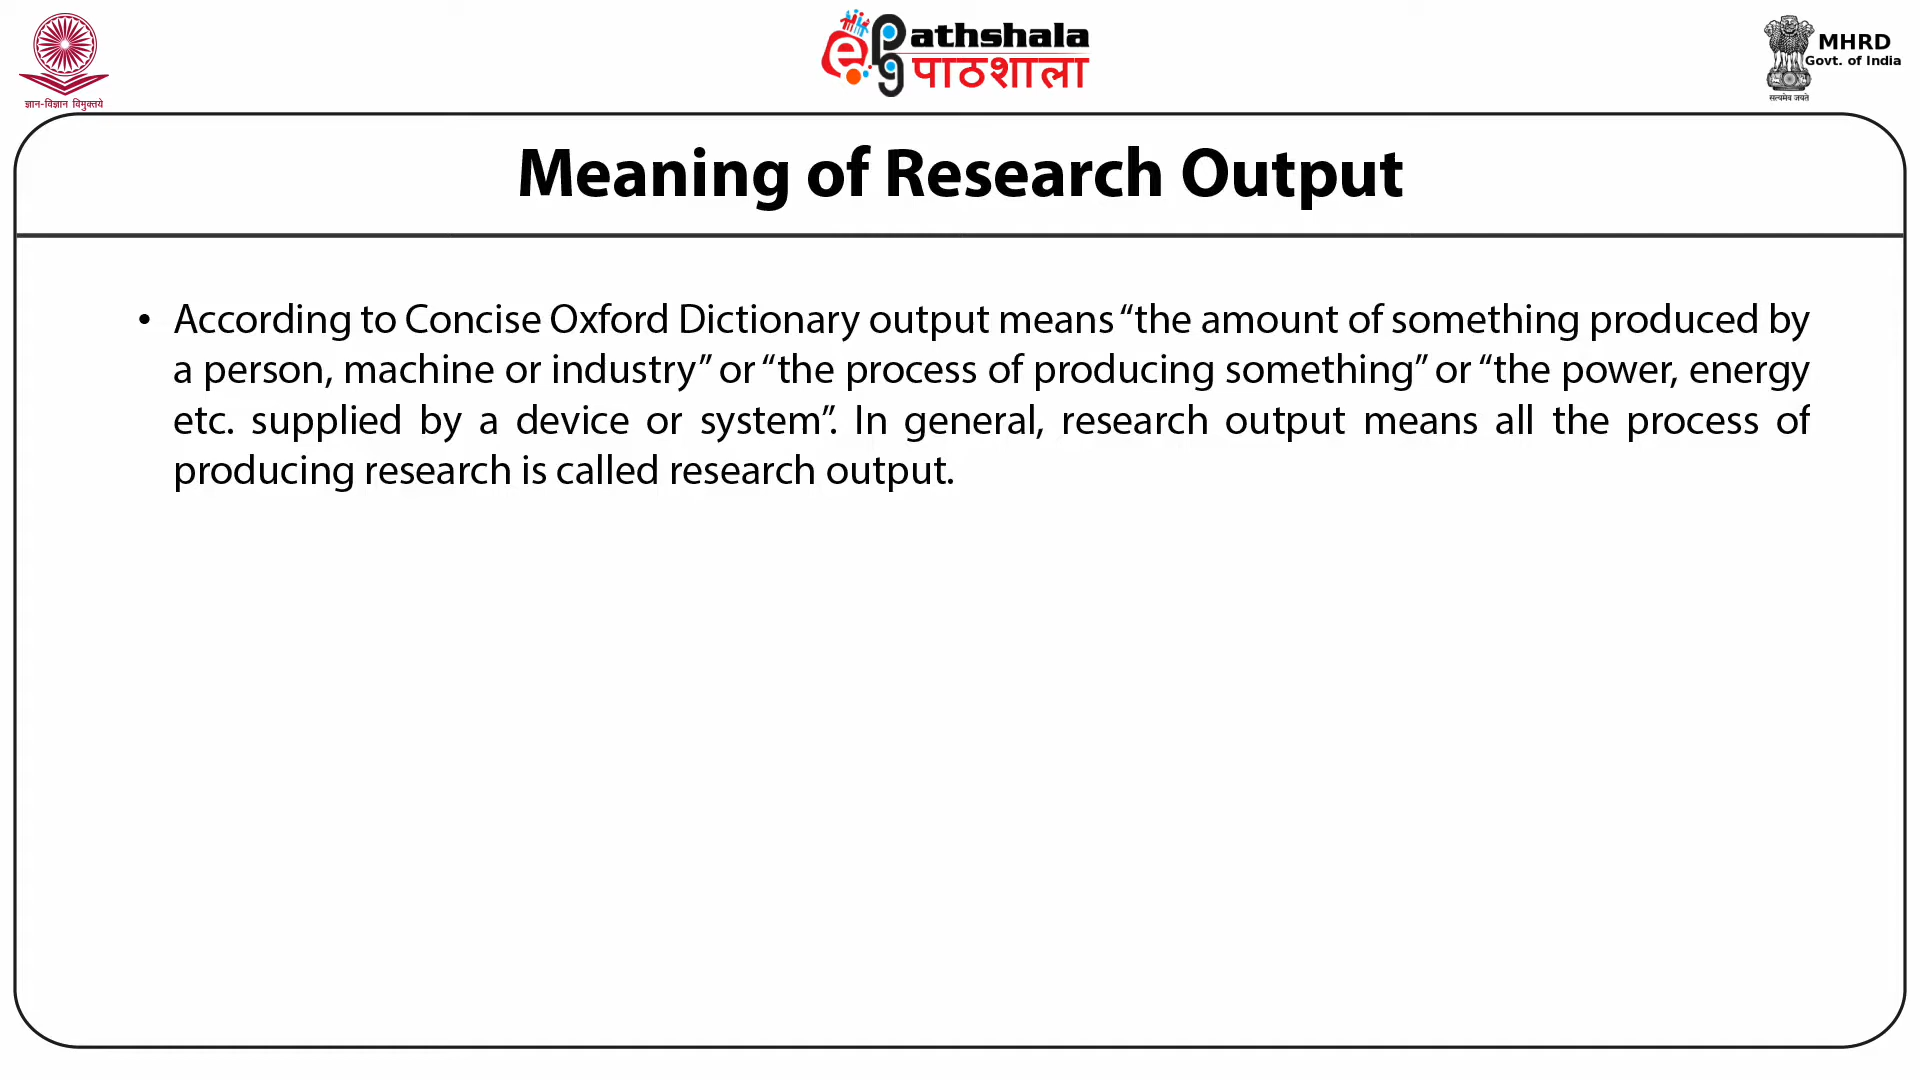 ज्ञान-विज्ञान विमुक्तये
e PG athshala
पाठशाला
MHRD
Govt. of India
सत्यमेव जयते
Meaning of Research Output
• According to Concise Oxford Dictionary output means “the amount of something produced by
a person, machine or industry” or “the process of producing something” or “the power, energy
etc. supplied by a device or system”. In general, research output means all the process of
producing research is called research output.